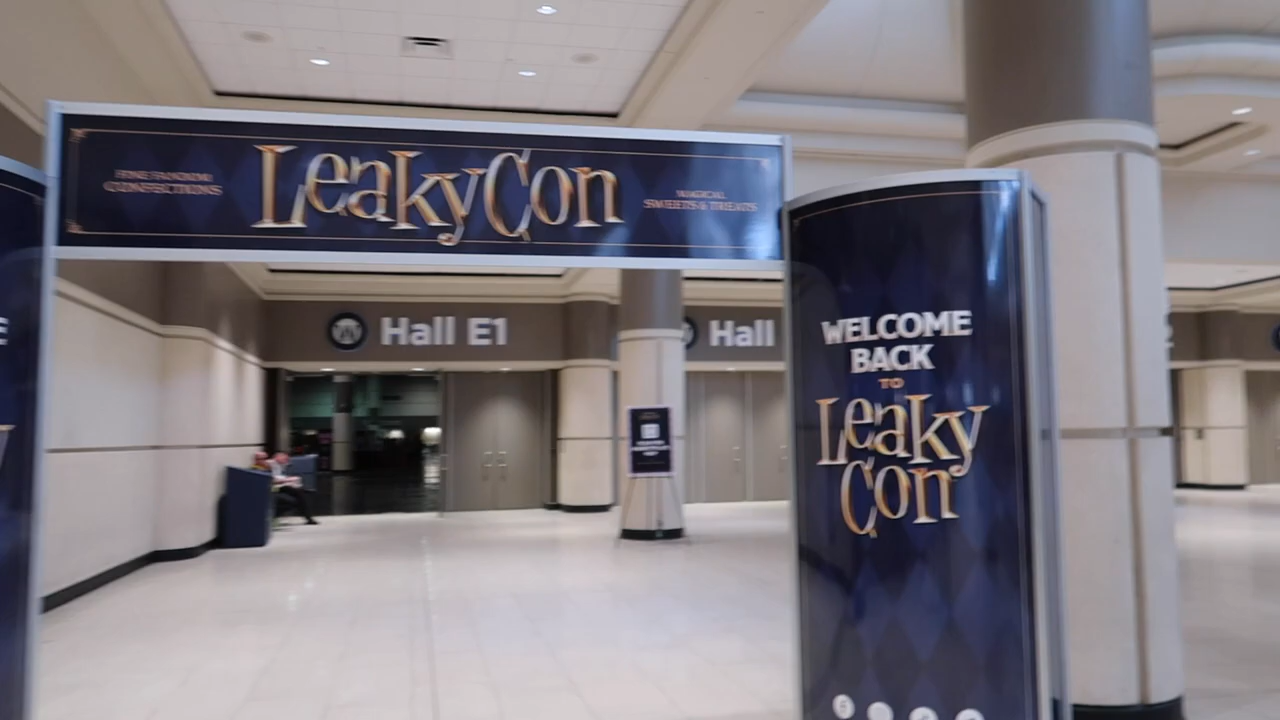 FINE FANDOM
CONFECTIONS
LeakyCon
MAGICAL
SWEETS & TREATS
Hall E1
Hall
WELCOME
BACK
TO
Leaky
Con